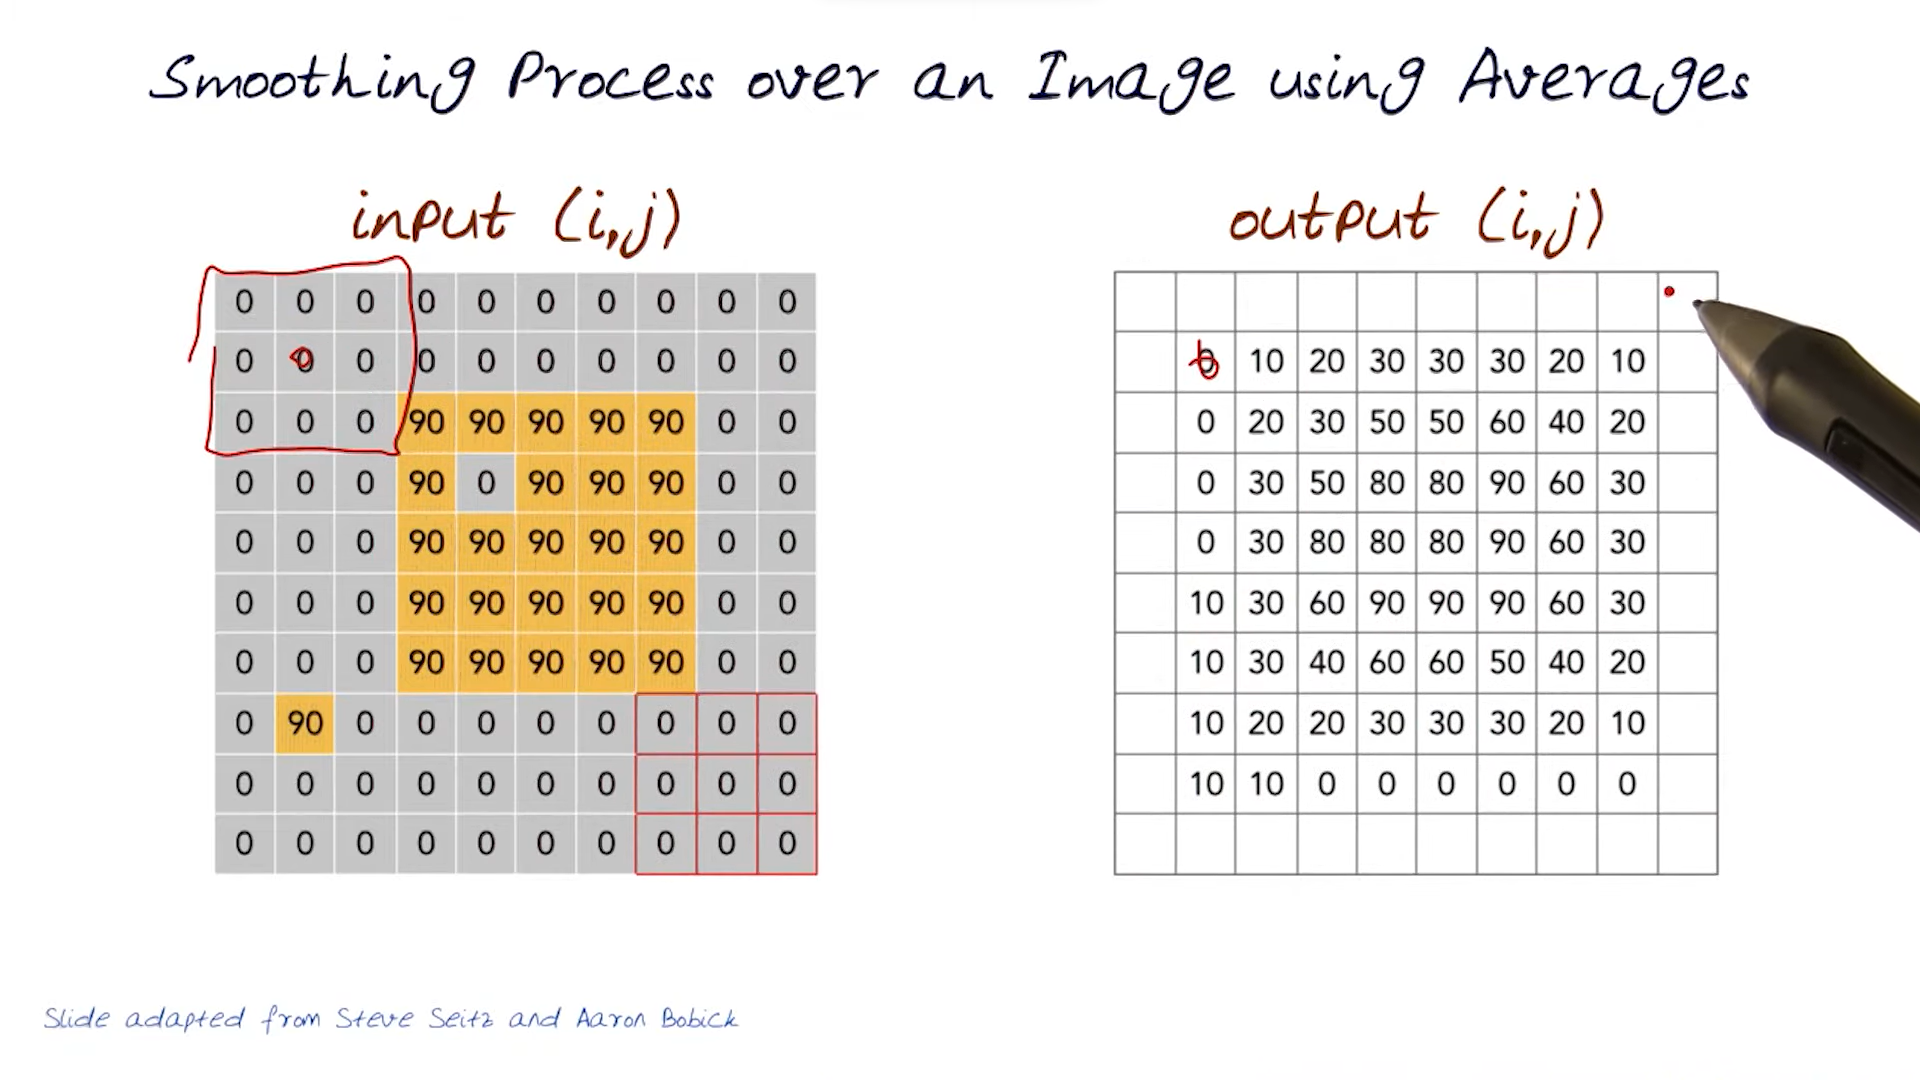 Smoothing Process over an Image using Averages
input (i,j)
output (i,j)
0 0 0 0 0 0 0 0 0 0
0 0 0 0 0 0 0 0 0 0
0 0 0 90 90 90 90 90 0 0
0 0 0 90 0 90 90 90 0 0
0 0 0 90 90 90 90 90 0 0
0 0 0 90 90 90 90 90 0 0
0 0 0 90 90 90 90 90 0 0
0 90 0 0 0 0 0 0 0 0
0 0 0 0 0 0 0 0 0 0
0 0 0 0 0 0 0 0 0 0
0 10 20 30 30 30 20 10
0 20 30 50 50 60 40 20
0 30 50 80 80 90 60 30
0 30 80 80 80 90 60 30
10 30 60 90 90 90 60 30
10 30 40 60 60 50 40 20
10 20 20 30 30 30 20 10
10 10 0 0 0 0 0 0
Slide adapted from Steve Seitz and Aaron Bobick